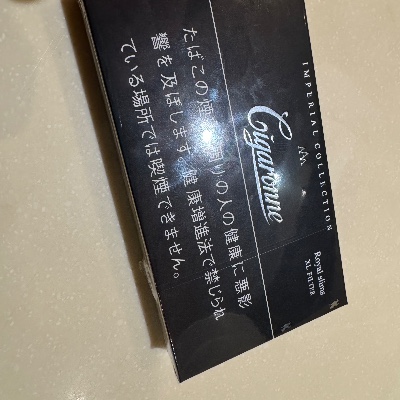 IMPERIAL COLLECTION
Cigaronne
Royal slims
XL FILTER
たばこの煙は、周りの人の健康に悪影
響を及ぼします。健康増進法で禁じられ
ている場所では喫煙できません。